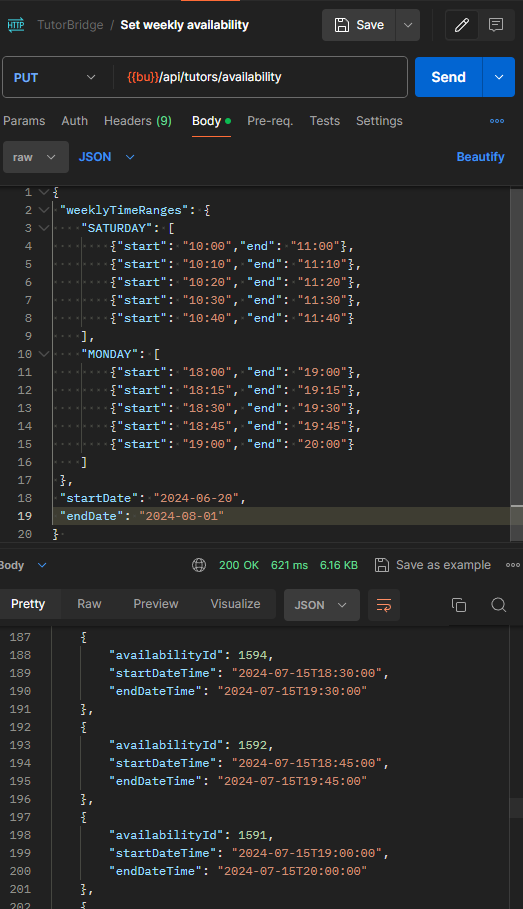 HTTP TutorBridge / Set weekly availability Save
PUT {{bu}}/api/tutors/availability Send
Params Auth Headers (9) Body Pre-req. Tests Settings
raw JSON Beautify
1 {
2 "weeklyTimeRanges": {
3 "SATURDAY": [
4 {"start": "10:00","end": "11:00"},
5 {"start": "10:10", "end": "11:10"},
6 {"start": "10:20", "end": "11:20"},
7 {"start": "10:30", "end": "11:30"},
8 {"start": "10:40", "end": "11:40"}
9 ],
10 "MONDAY": [
11 {"start": "18:00", "end": "19:00"},
12 {"start": "18:15", "end": "19:15"},
13 {"start": "18:30", "end": "19:30"},
14 {"start": "18:45", "end": "19:45"},
15 {"start": "19:00", "end": "20:00"}
16 ]
17 },
18 "startDate": "2024-06-20",
19 "endDate": "2024-08-01"
20 }
Body 200 OK 621 ms 6.16 KB Save as example
Pretty Raw Preview Visualize JSON
187 {
188 "availabilityId": 1594,
189 "startDateTime": "2024-07-15T18:30:00",
190 "endDateTime": "2024-07-15T19:30:00"
191 },
192 {
193 "availabilityId": 1592,
194 "startDateTime": "2024-07-15T18:45:00",
195 "endDateTime": "2024-07-15T19:45:00"
196 },
197 {
198 "availabilityId": 1591,
199 "startDateTime": "2024-07-15T19:00:00",
200 "endDateTime": "2024-07-15T20:00:00"
201 },
202 {